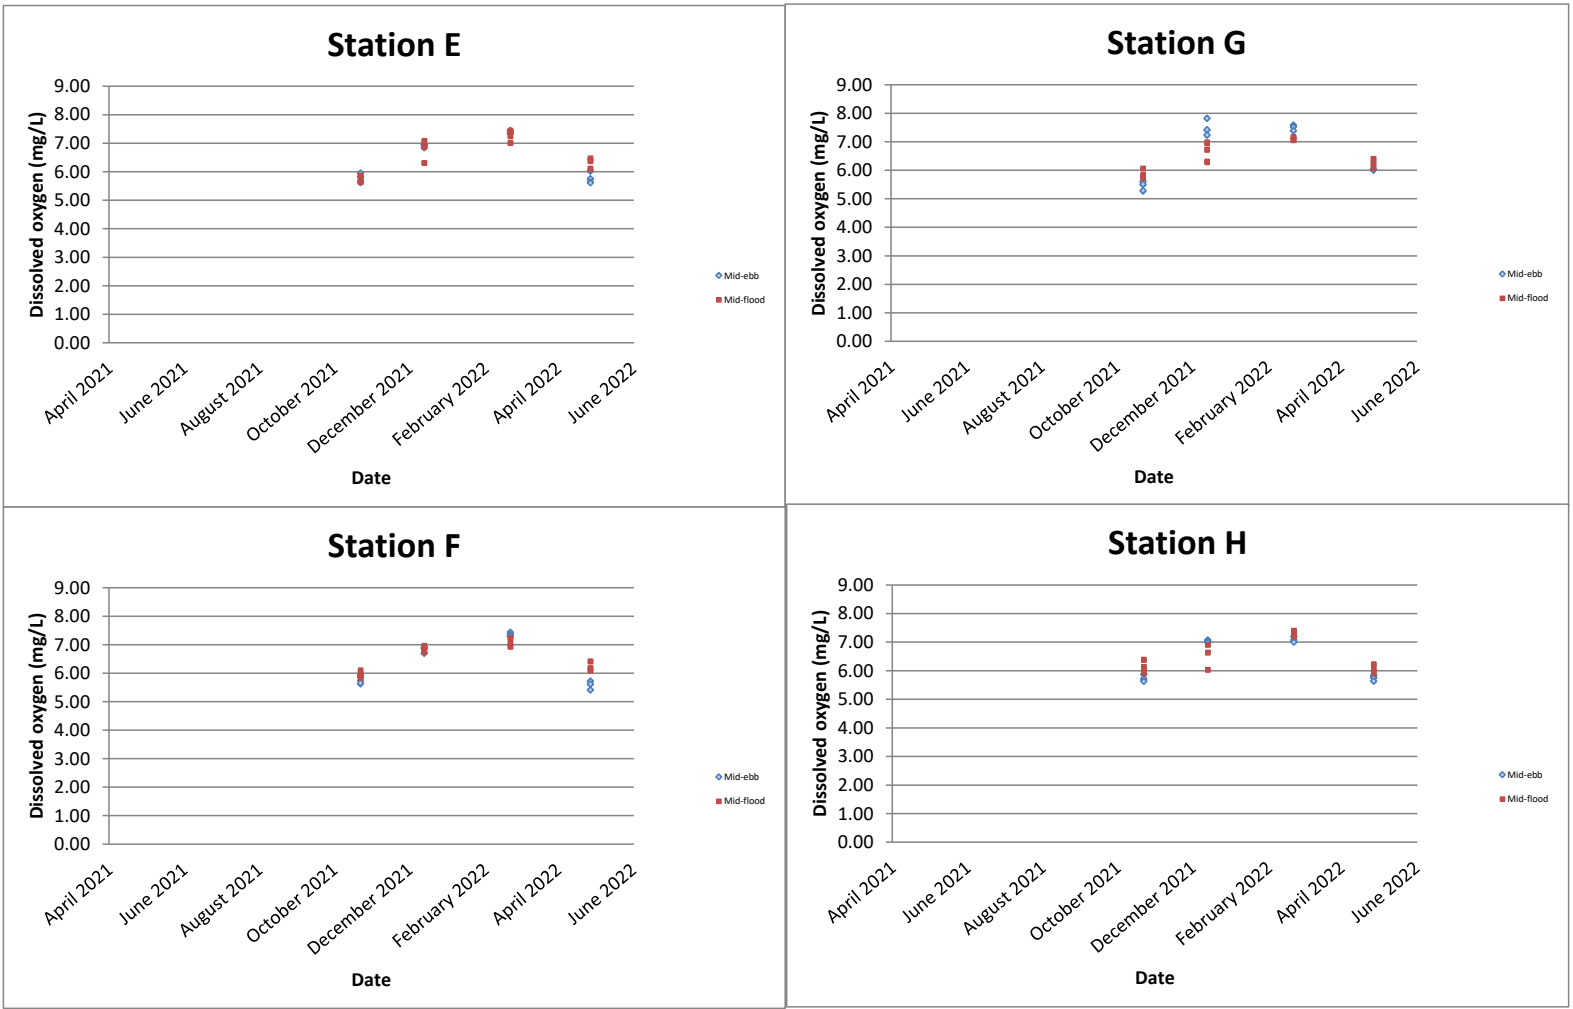 Station E
Dissolved oxygen (mg/L)
9.00
8.00
7.00
6.00
5.00
4.00
3.00
2.00
1.00
0.00
April 2021
June 2021
August 2021
October 2021
December 2021
February 2022
April 2022
June 2022
Date
Mid-ebb
Mid-flood
Station G
Dissolved oxygen (mg/L)
9.00
8.00
7.00
6.00
5.00
4.00
3.00
2.00
1.00
0.00
April 2021
June 2021
August 2021
October 2021
December 2021
February 2022
April 2022
June 2022
Date
Mid-ebb
Mid-flood
Station F
Dissolved oxygen (mg/L)
9.00
8.00
7.00
6.00
5.00
4.00
3.00
2.00
1.00
0.00
April 2021
June 2021
August 2021
October 2021
December 2021
February 2022
April 2022
June 2022
Date
Mid-ebb
Mid-flood
Station H
Dissolved oxygen (mg/L)
9.00
8.00
7.00
6.00
5.00
4.00
3.00
2.00
1.00
0.00
April 2021
June 2021
August 2021
October 2021
December 2021
February 2022
April 2022
June 2022
Date
Mid-ebb
Mid-flood